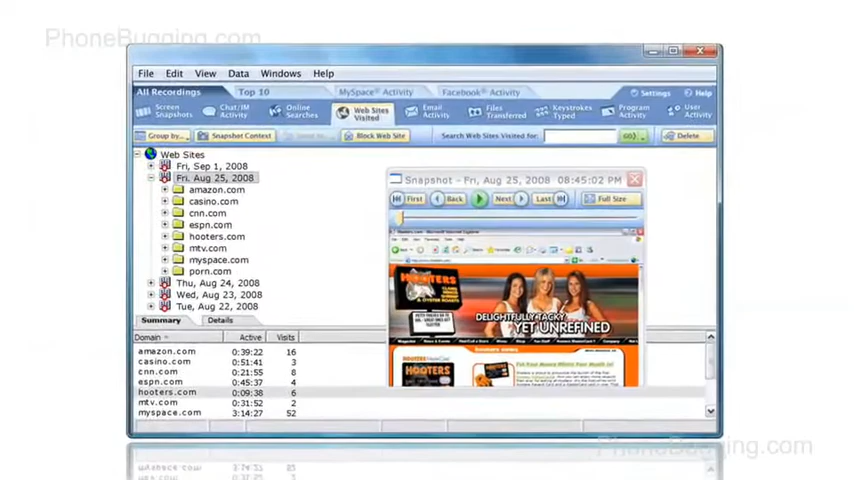 PhoneBugging.com
File Edit View Data Windows Help
All Recordings Top 10 MySpace® Activity Facebook® Activity Settings Help
Screen Snapshots Chat/IM Activity Online Searches Web Sites Visited Email Activity Files Transferred Keystrokes Typed Program Activity User Activity
Group by... Snapshot Context Block Web Site Search Web Sites Visited for: GO Delete
Web Sites
Fri, Sep 1, 2008
Fri, Aug 25, 2008
amazon.com
casino.com
cnn.com
espn.com
hooters.com
mtv.com
myspace.com
porn.com
Thu, Aug 24, 2008
Wed, Aug 23, 2008
Tue, Aug 22, 2008
Snapshot - Fri, Aug 25, 2008 08:45:02 PM
First Back Next Last Full Size
HOOTERS
DELIGHTFULLY TACKY
YET UNREFINED
HOOTERS
Summary Details
Domain Active Visits
amazon.com 0:39:22 16
casino.com 0:51:41 3
cnn.com 0:21:55 8
espn.com 0:45:37 4
hooters.com 0:09:38 6
mtv.com 0:31:52 2
myspace.com 3:14:27 52
PhoneBugging.com